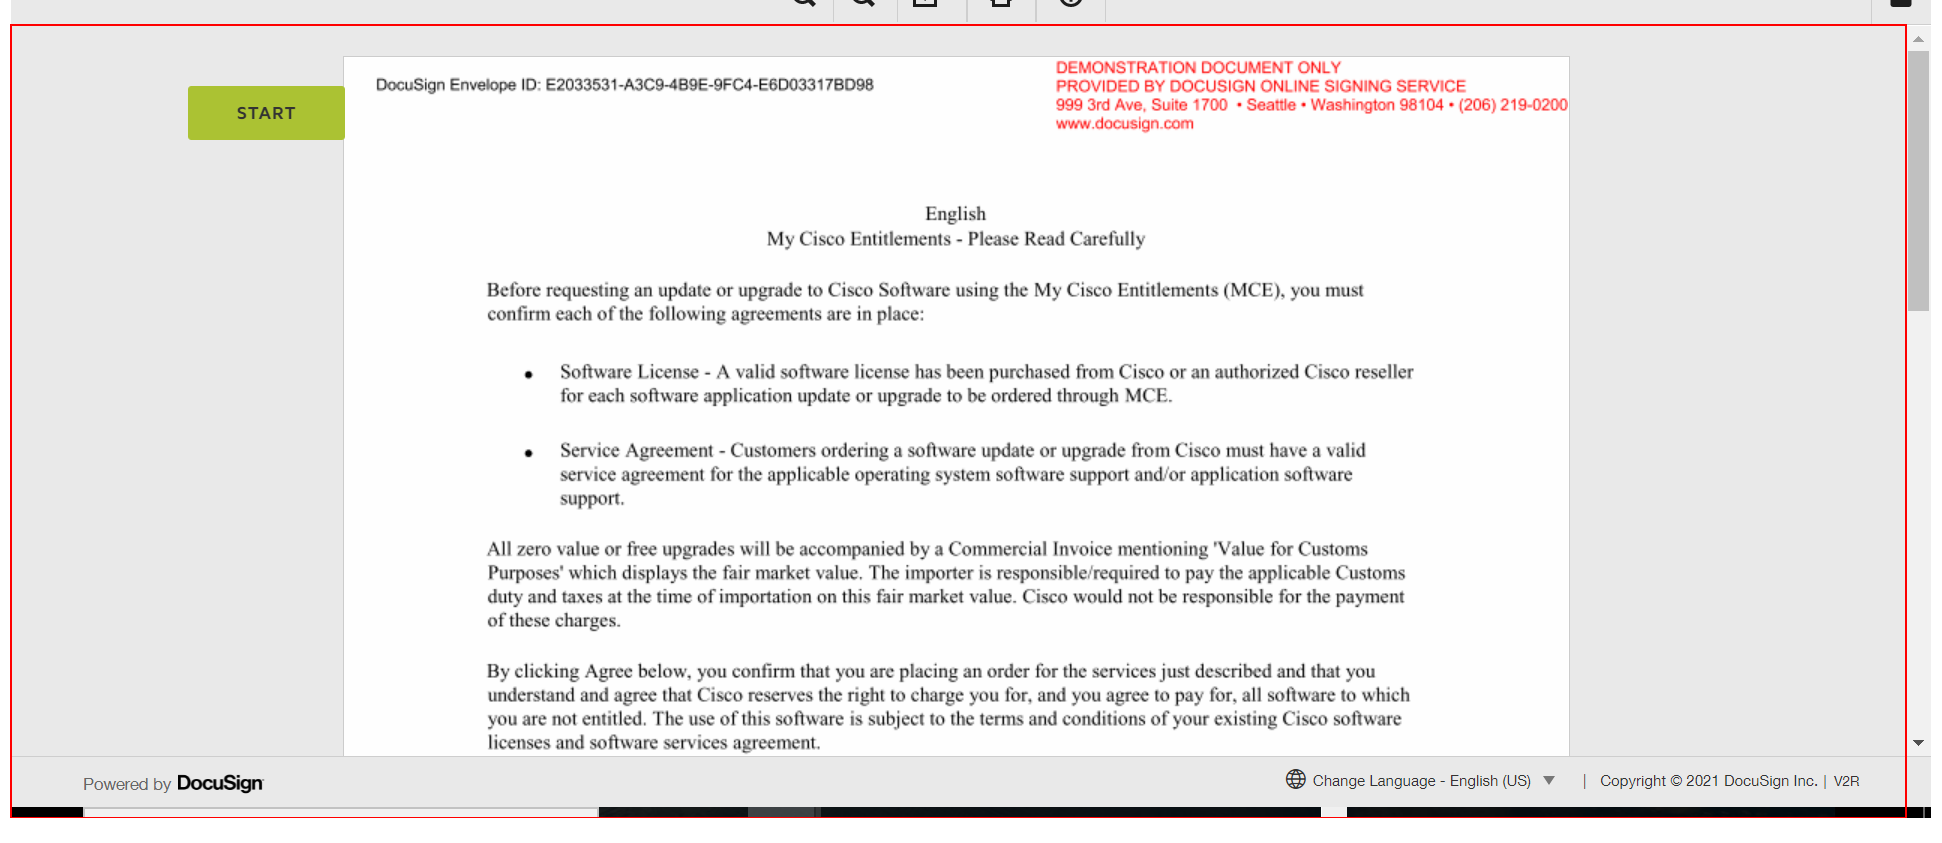 DocuSign Envelope ID: E2033531-A3C9-4B9E-9FC4-E6D03317BD98
DEMONSTRATION DOCUMENT ONLY
PROVIDED BY DOCUSIGN ONLINE SIGNING SERVICE
999 3rd Ave, Suite 1700 • Seattle • Washington 98104 • (206) 219-0200
www.docusign.com
START
English
My Cisco Entitlements - Please Read Carefully
Before requesting an update or upgrade to Cisco Software using the My Cisco Entitlements (MCE), you must
confirm each of the following agreements are in place:
• Software License - A valid software license has been purchased from Cisco or an authorized Cisco reseller
for each software application update or upgrade to be ordered through MCE.
• Service Agreement - Customers ordering a software update or upgrade from Cisco must have a valid
service agreement for the applicable operating system software support and/or application software
support.
All zero value or free upgrades will be accompanied by a Commercial Invoice mentioning 'Value for Customs
Purposes' which displays the fair market value. The importer is responsible/required to pay the applicable Customs
duty and taxes at the time of importation on this fair market value. Cisco would not be responsible for the payment
of these charges.
By clicking Agree below, you confirm that you are placing an order for the services just described and that you
understand and agree that Cisco reserves the right to charge you for, and you agree to pay for, all software to which
you are not entitled. The use of this software is subject to the terms and conditions of your existing Cisco software
licenses and software services agreement.
Powered by DocuSign
Change Language - English (US) ▼ | Copyright © 2021 DocuSign Inc. | V2R